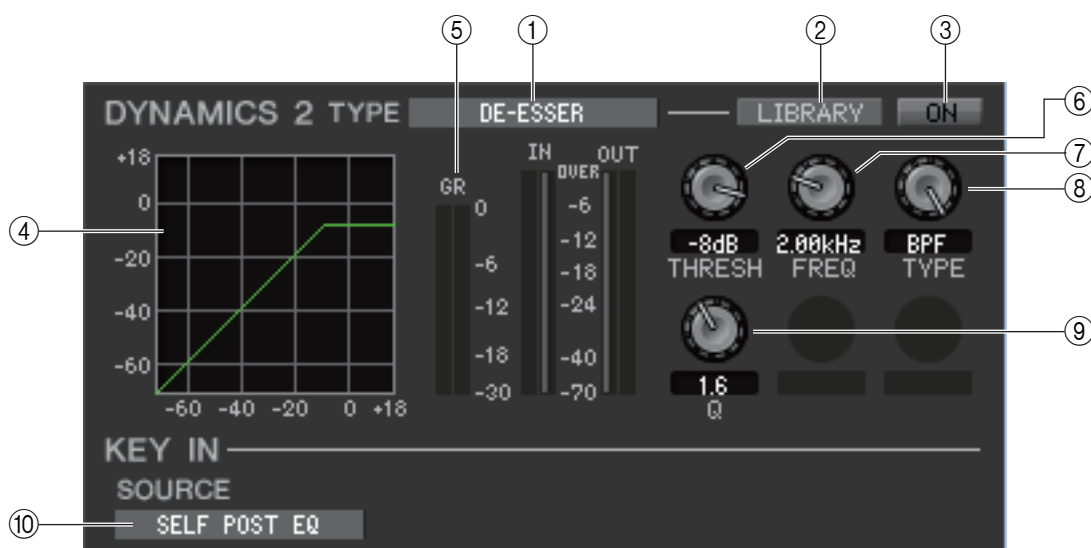 ⑤ ① ② ③
DYNAMICS 2 TYPE DE-ESSER LIBRARY ON
⑥
⑦
⑧
④
⑨
+18
0
-20
-40
-60
-60 -40 -20 0 +18
GR
0
-6
-12
-18
-30
IN OUT
OVER
-6
-12
-18
-24
-40
-70
-8dB 2.00kHz BPF
THRESH FREQ TYPE
1.6
Q
KEY IN
SOURCE
⑩ SELF POST EQ